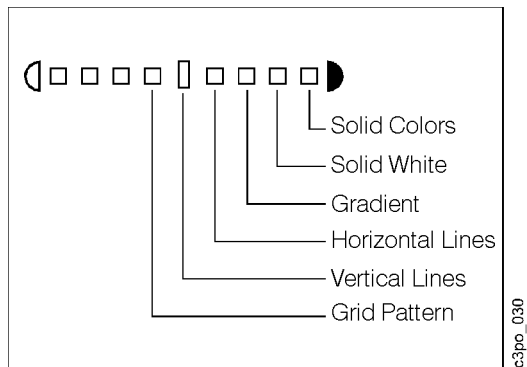 Solid Colors
Solid White
Gradient
Horizontal Lines
Vertical Lines
Grid Pattern
c3po_030